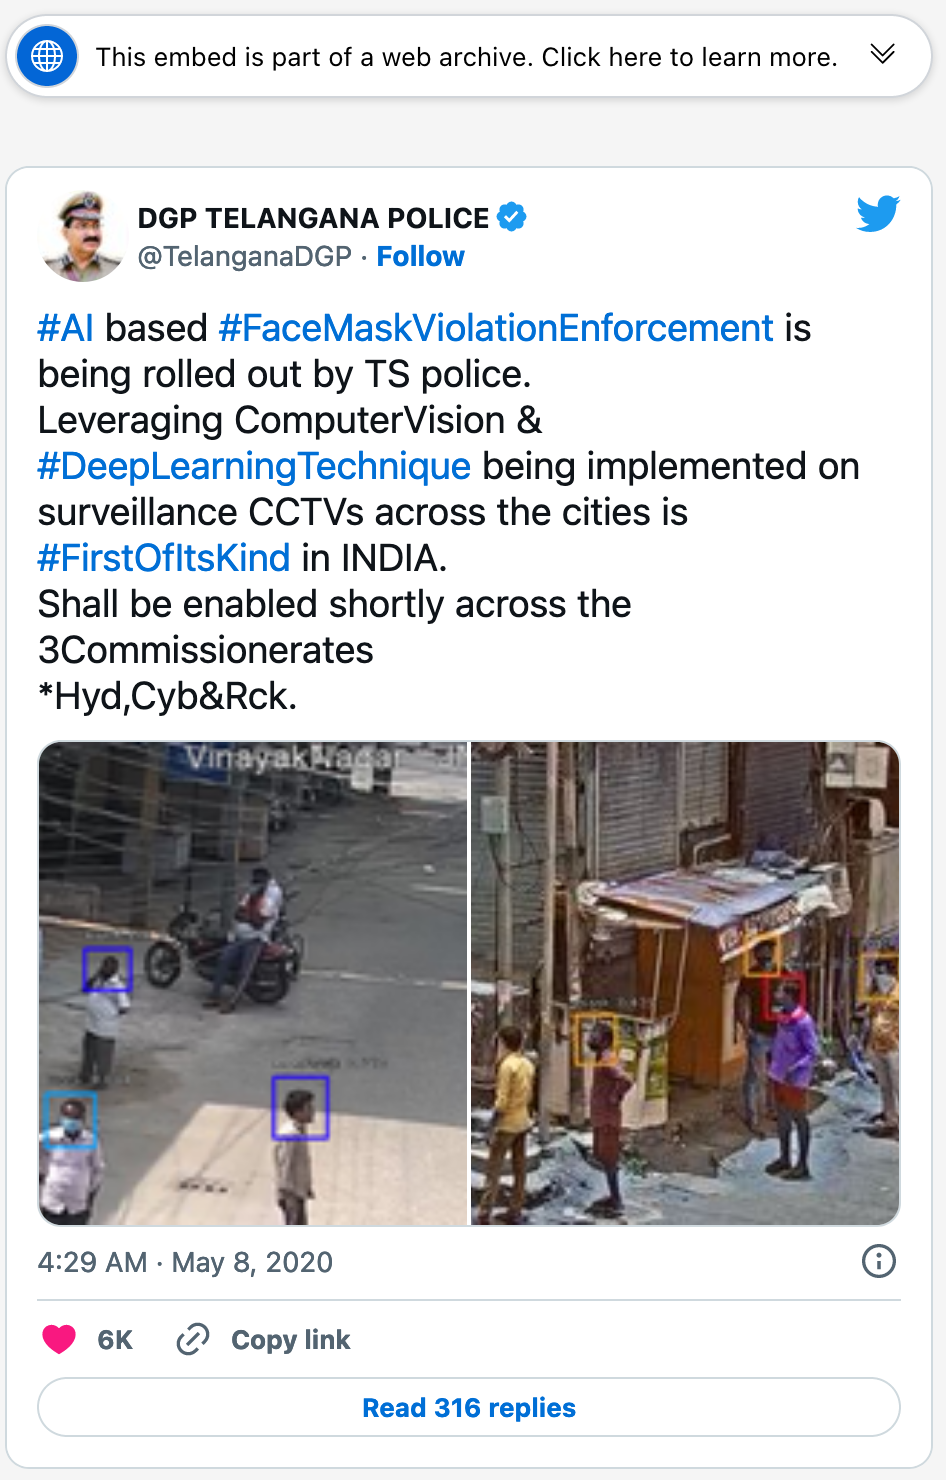 This embed is part of a web archive. Click here to learn more.
DGP TELANGANA POLICE
@TelanganaDGP · Follow
#AI based #FaceMaskViolationEnforcement is
being rolled out by TS police.
Leveraging ComputerVision &
#DeepLearningTechnique being implemented on
surveillance CCTVs across the cities is
#FirstOfItsKind in INDIA.
Shall be enabled shortly across the
3Commissionerates
*Hyd,Cyb&Rck.
VinayakNagar
4:29 AM · May 8, 2020
6K
Copy link
Read 316 replies